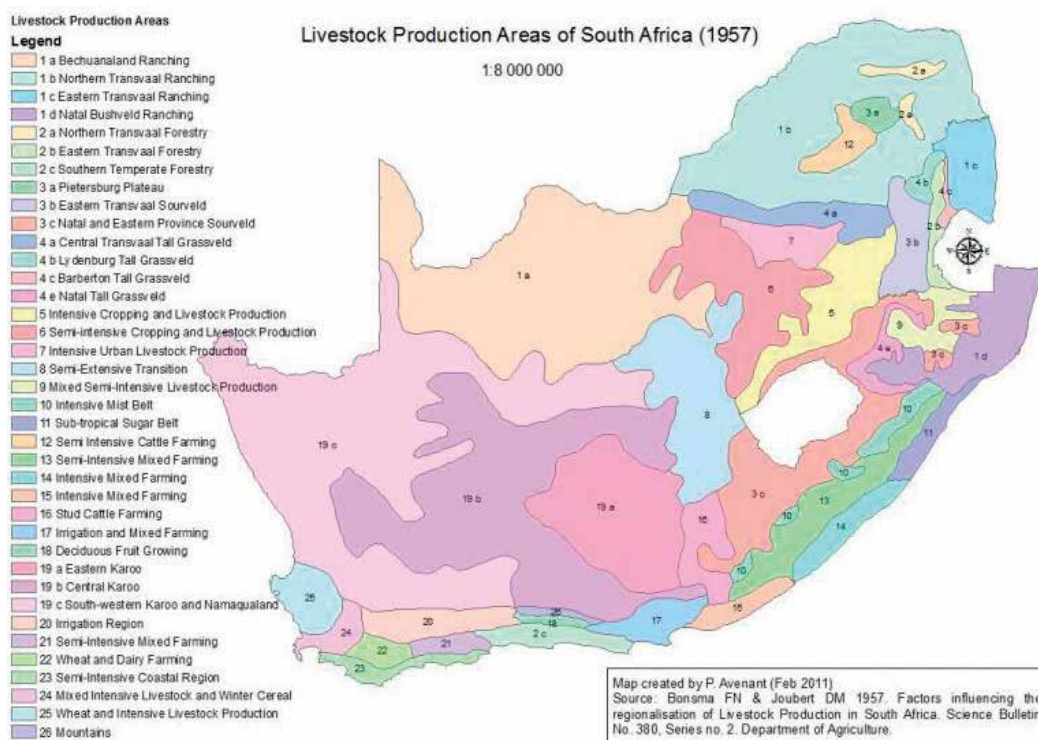 Livestock Production Areas
Legend
1 a Bechuanaland Ranching
1 b Northern Transvaal Ranching
1 c Eastern Transvaal Ranching
1 d Natal Bushveld Ranching
2 a Northern Transvaal Forestry
2 b Eastern Transvaal Forestry
2 c Southern Temperate Forestry
3 a Pietersburg Plateau
3 b Eastern Transvaal Sourveld
3 c Natal and Eastern Province Sourveld
4 a Central Transvaal Tall Grassveld
4 b Lydenburg Tall Grassveld
4 c Barberton Tall Grassveld
4 e Natal Tall Grassveld
5 Intensive Cropping and Livestock Production
6 Semi-intensive Cropping and Livestock Production
7 Intensive Urban Livestock Production
8 Semi-Extensive Transition
9 Mixed Semi-Intensive Livestock Production
10 Intensive Mist Belt
11 Sub-tropical Sugar Belt
12 Semi Intensive Cattle Farming
13 Semi-Intensive Mixed Farming
14 Intensive Mixed Farming
15 Intensive Mixed Farming
16 Stud Cattle Farming
17 Irrigation and Mixed Farming
18 Deciduous Fruit Growing
19 a Eastern Karoo
19 b Central Karoo
19 c South-western Karoo and Namaqualand
20 Irrigation Region
21 Semi-Intensive Mixed Farming
22 Wheat and Dairy Farming
23 Semi-Intensive Coastal Region
24 Mixed Intensive Livestock and Winter Cereal
25 Wheat and Intensive Livestock Production
26 Mountains
Livestock Production Areas of South Africa (1957)
1:8 000 000
2 a
3 a
2 a
1 b
12
1 c
4 b
4 c
4 a
2 b
3 b
7
N
W
E
S
1 a
6
5
9
3 c
4 e
3 c
1 d
8
10
11
19 c
19 b
10
3 c
13
19 a
16
10
14
10
25
26
18
17
20
24
2 c
21
22
23
Map created by P. Avenant (Feb 2011)
Source: Bonsma FN & Joubert DM 1957. Factors influencing the
regionalisation of Livestock Production in South Africa. Science Bulletin
No. 380, Series no. 2. Department of Agriculture.